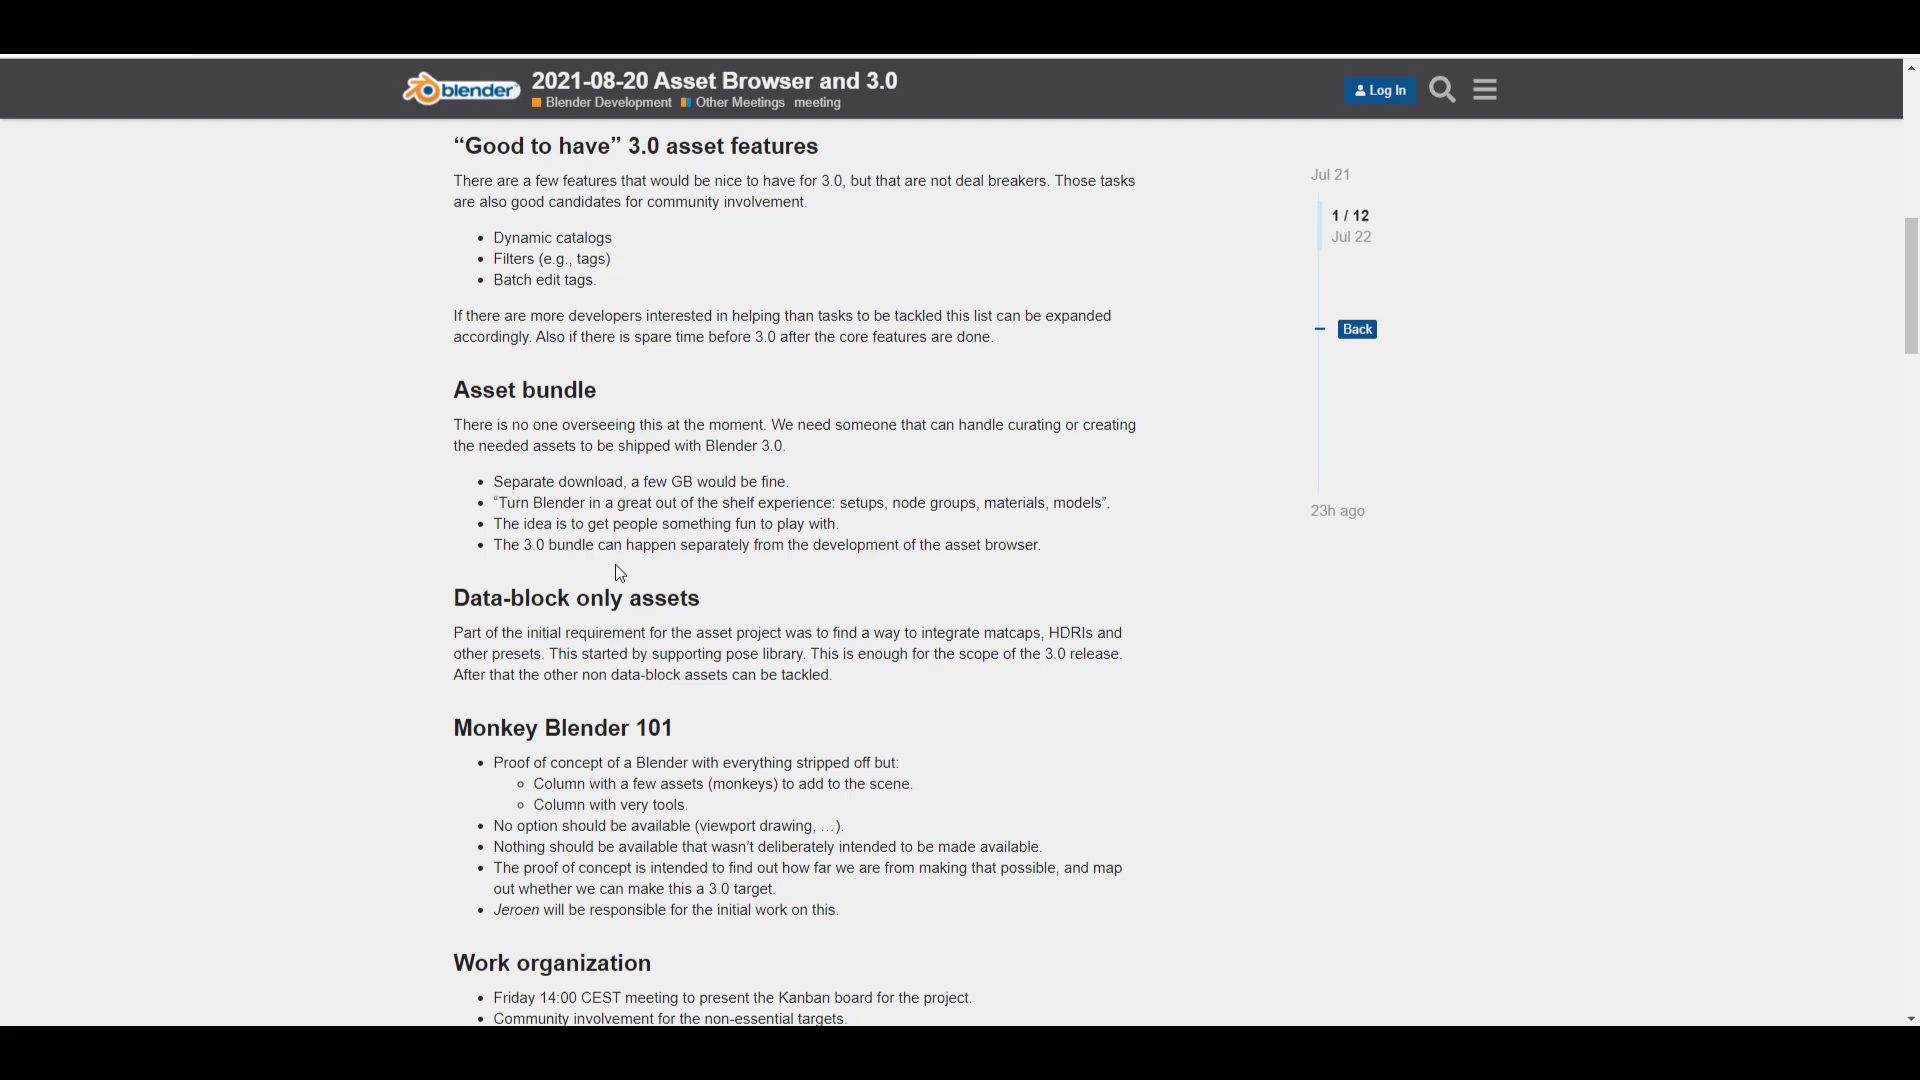 blender
2021-08-20 Asset Browser and 3.0
Blender Development Other Meetings meeting
Log In
“Good to have” 3.0 asset features
There are a few features that would be nice to have for 3.0, but that are not deal breakers. Those tasks
are also good candidates for community involvement.
Dynamic catalogs
Filters (e.g., tags)
Batch edit tags.
If there are more developers interested in helping than tasks to be tackled this list can be expanded
accordingly. Also if there is spare time before 3.0 after the core features are done.
Asset bundle
There is no one overseeing this at the moment. We need someone that can handle curating or creating
the needed assets to be shipped with Blender 3.0.
Separate download, a few GB would be fine.
“Turn Blender in a great out of the shelf experience: setups, node groups, materials, models”.
The idea is to get people something fun to play with.
The 3.0 bundle can happen separately from the development of the asset browser.
Data-block only assets
Part of the initial requirement for the asset project was to find a way to integrate matcaps, HDRIs and
other presets. This started by supporting pose library. This is enough for the scope of the 3.0 release.
After that the other non data-block assets can be tackled.
Monkey Blender 101
Proof of concept of a Blender with everything stripped off but:
Column with a few assets (monkeys) to add to the scene.
Column with very tools.
No option should be available (viewport drawing, …).
Nothing should be available that wasn’t deliberately intended to be made available.
The proof of concept is intended to find out how far we are from making that possible, and map
out whether we can make this a 3.0 target.
Jeroen will be responsible for the initial work on this.
Work organization
Friday 14:00 CEST meeting to present the Kanban board for the project.
Community involvement for the non-essential targets.
Jul 21
1 / 12
Jul 22
Back
23h ago